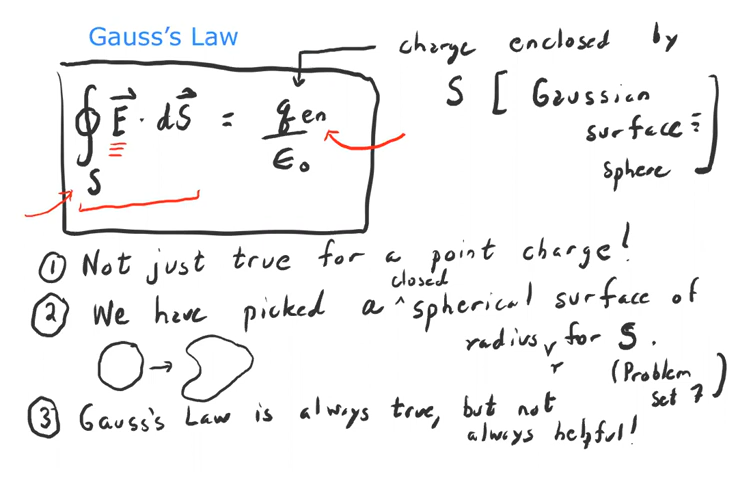 Gauss's Law
charge enclosed by
S [ Gaussian
surface =
sphere ]
∮ E⃗ · dS⃗ = qen
S
ε₀
① Not just true for a point charge!
closed
② We have picked a ^ spherical surface of
radius r for S.
(Problem
Set 7)
③ Gauss's Law is always true, but not
always helpful!